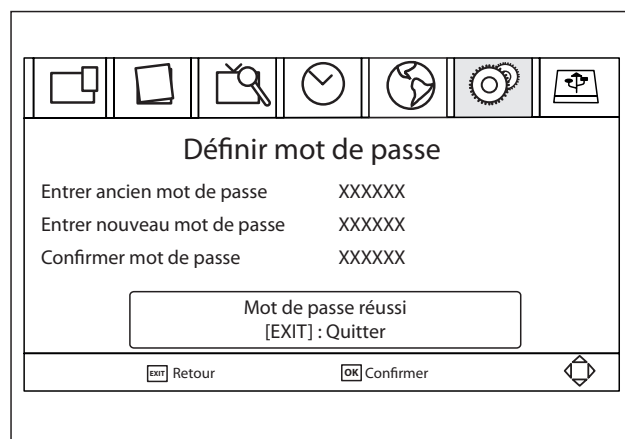 Définir mot de passe
Entrer ancien mot de passe XXXXXX
Entrer nouveau mot de passe XXXXXX
Confirmer mot de passe XXXXXX
Mot de passe réussi
[EXIT] : Quitter
EXIT Retour OK Confirmer